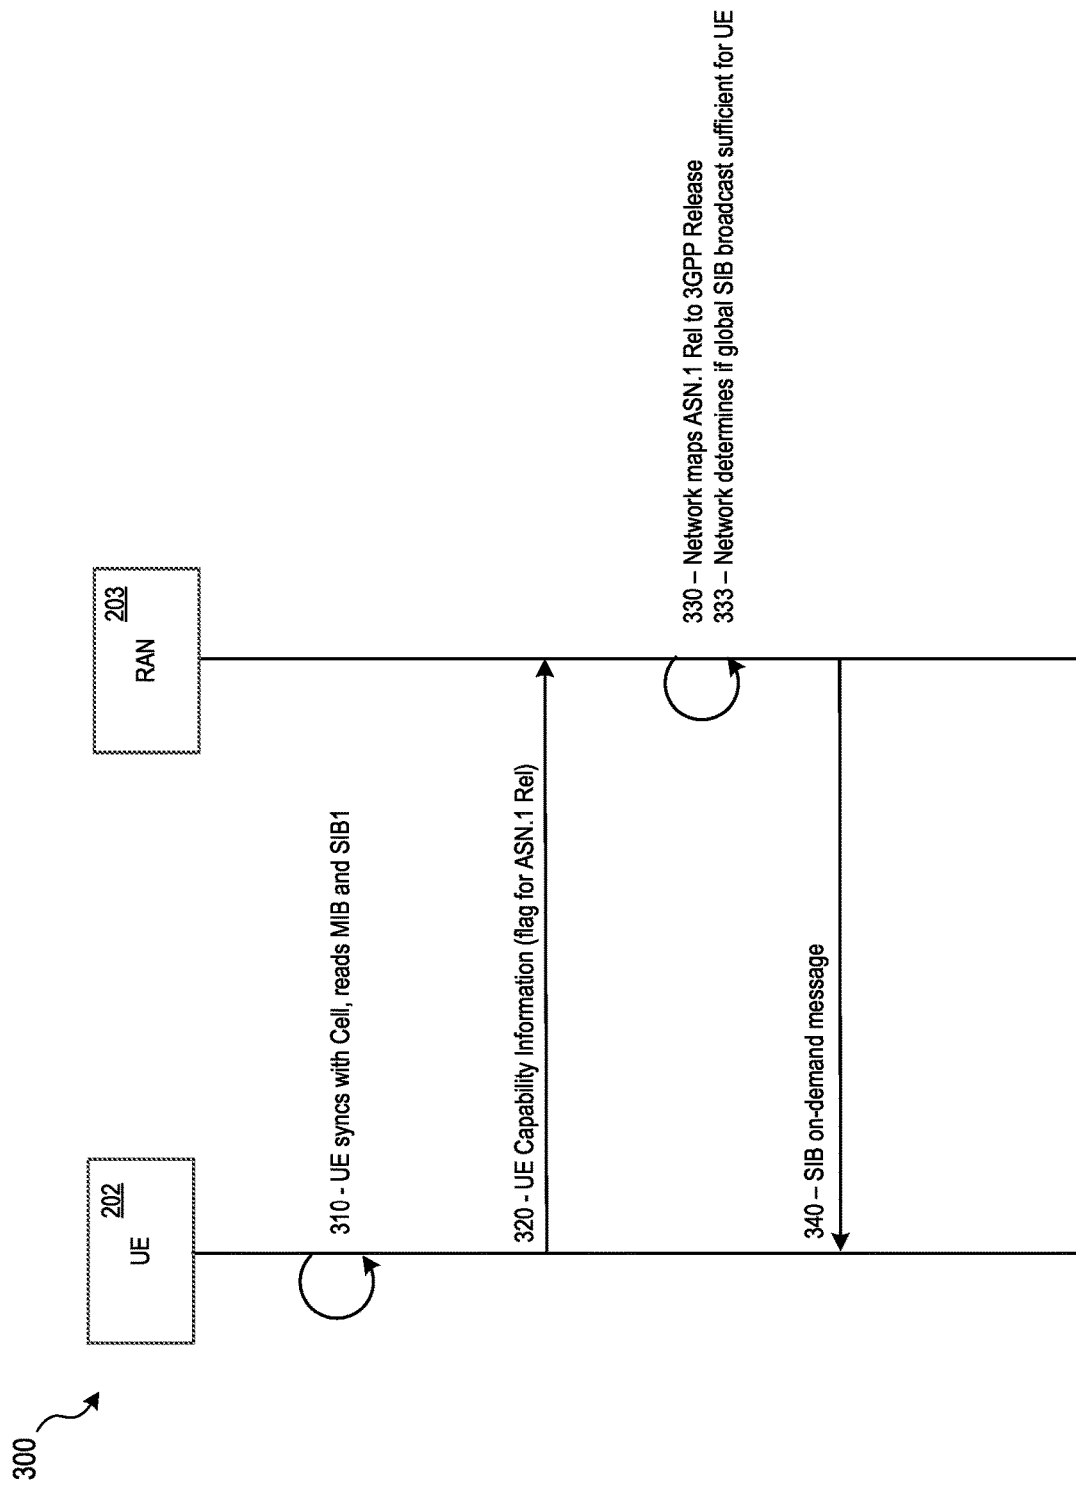 300
202
UE
203
RAN
310 - UE syncs with Cell, reads MIB and SIB1
320 - UE Capability Information (flag for ASN.1 Rel)
330 – Network maps ASN.1 Rel to 3GPP Release
333 – Network determines if global SIB broadcast sufficient for UE
340 – SIB on-demand message